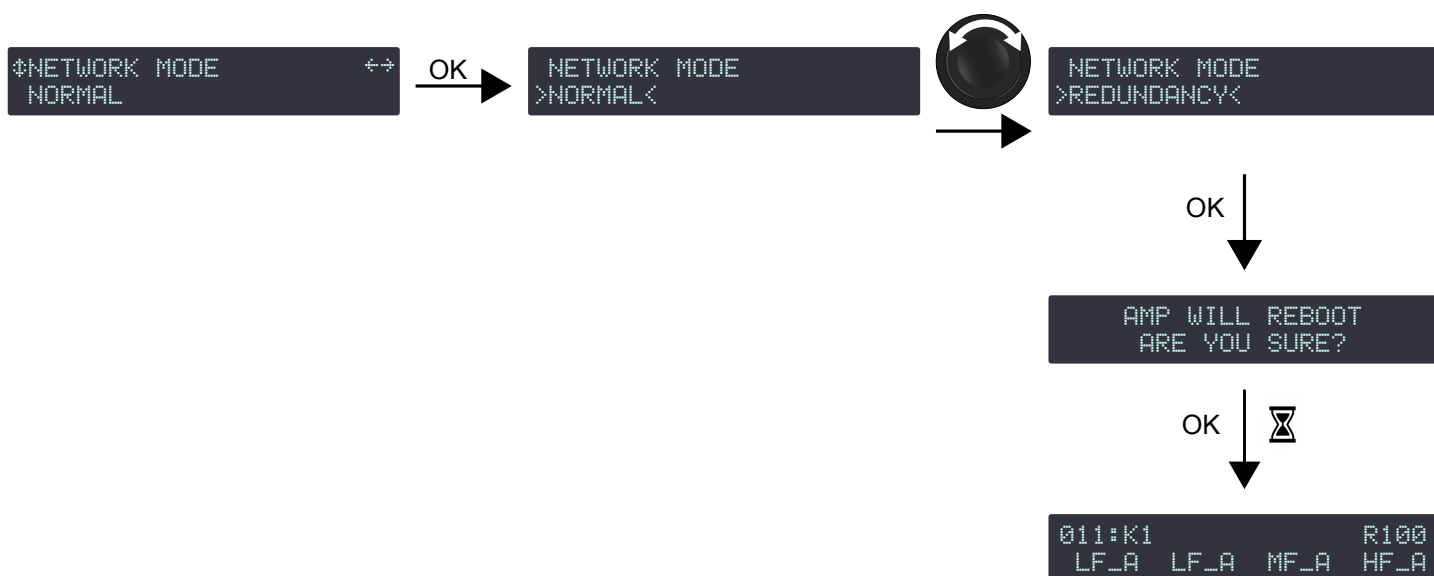 ↕NETWORK MODE ↔
NORMAL
OK
NETWORK MODE
>NORMAL<
NETWORK MODE
>REDUNDANCY<
OK
AMP WILL REBOOT
ARE YOU SURE?
OK
011:K1 R100
LF_A LF_A MF_A HF_A